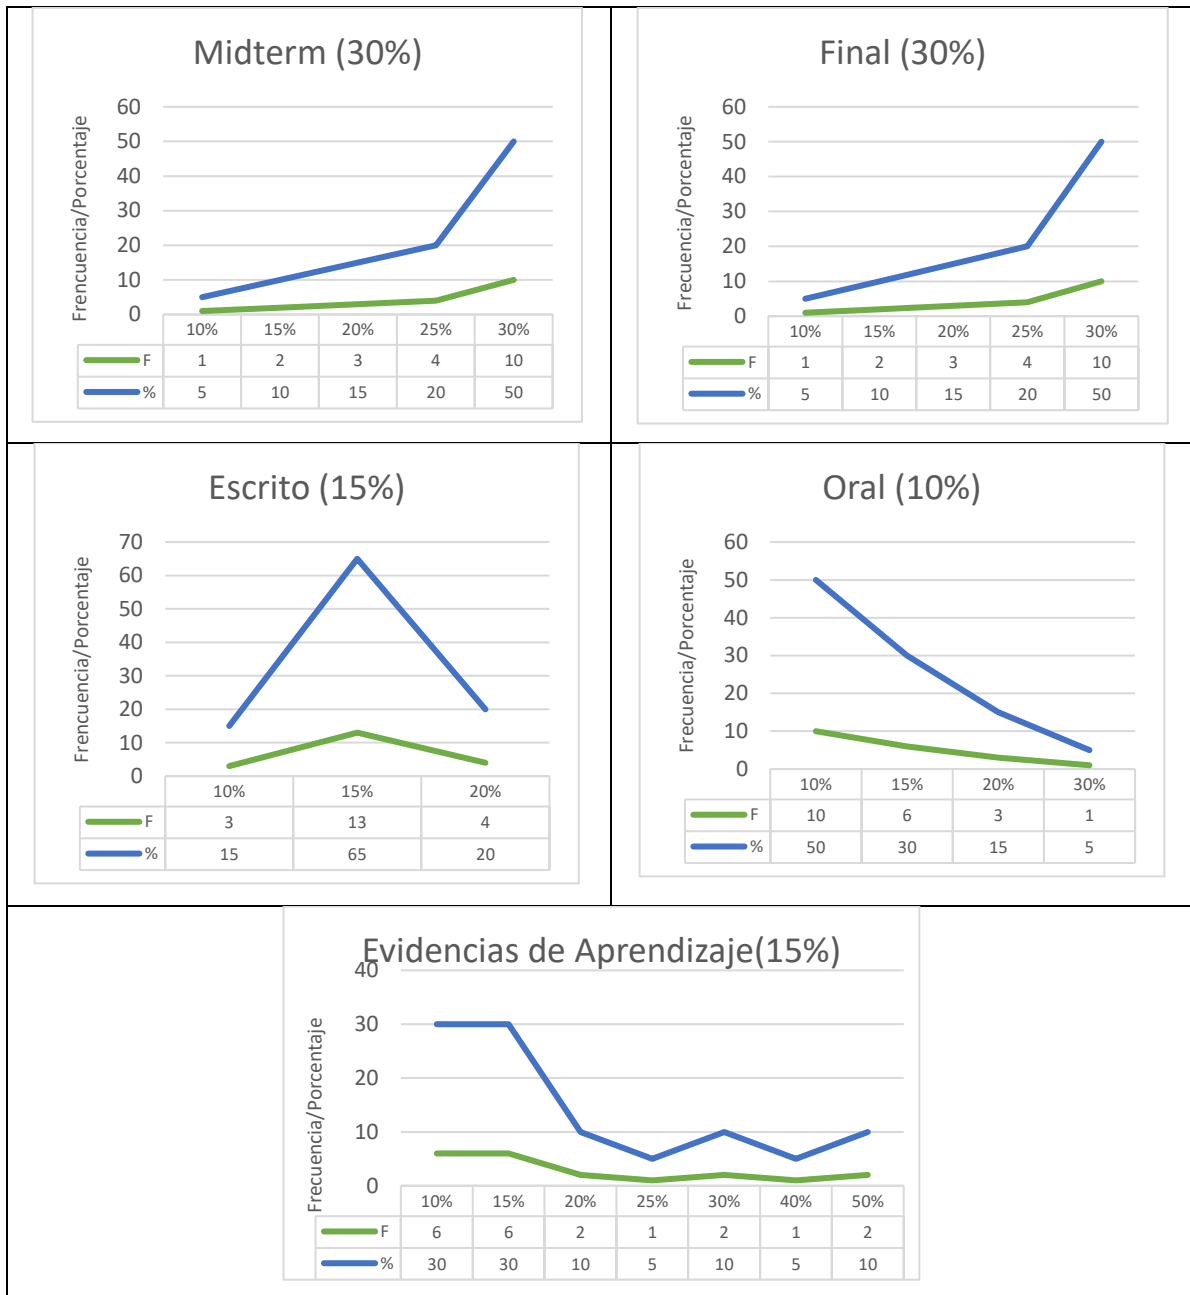 Midterm (30%)
Frencuencia/Porcentaje
60
50
40
30
20
10
0
10% 15% 20% 25% 30%
F 1 2 3 4 10
% 5 10 15 20 50
Final (30%)
Frecuencia/Porcentaje
60
50
40
30
20
10
0
10% 15% 20% 25% 30%
F 1 2 3 4 10
% 5 10 15 20 50
Escrito (15%)
Frencuencia/Porcentaje
70
60
50
40
30
20
10
0
10% 15% 20%
F 3 13 4
% 15 65 20
Oral (10%)
Frecuencia/Porcentaje
60
50
40
30
20
10
0
10% 15% 20% 30%
F 10 6 3 1
% 50 30 15 5
Evidencias de Aprendizaje(15%)
Frecuencia/Porcentaje
40
30
20
10
0
10% 15% 20% 25% 30% 40% 50%
F 6 6 2 1 2 1 2
% 30 30 10 5 10 5 10